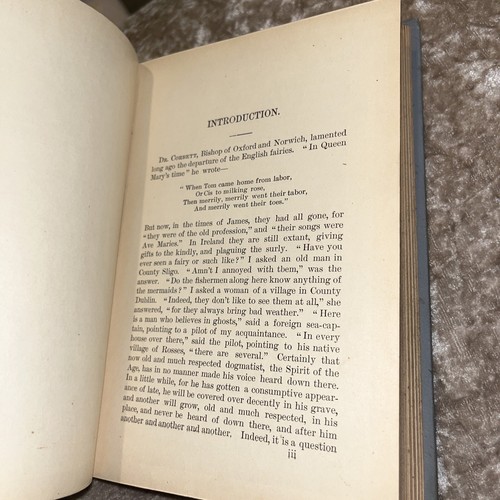 INTRODUCTION.
Dr. Corbett, Bishop of Oxford and Norwich, lamented
long ago the departure of the English fairies. "In Queen
Mary's time" he wrote—
"When Tom came home from labor,
Or Cis to milking rose,
Then merrily, merrily went their tabor,
And merrily went their toes."
But now, in the times of James, they had all gone, for
"they were of the old profession," and "their songs were
Ave Maries." In Ireland they are still extant, giving
gifts to the kindly, and plaguing the surly. "Have you
ever seen a fairy or such like?" I asked an old man in
County Sligo. "Amn't I annoyed with them," was the
answer. "Do the fishermen along here know anything of
the mermaids?" I asked a woman of a village in County
Dublin. "Indeed, they don't like to see them at all," she
answered, "for they always bring bad weather." "Here
is a man who believes in ghosts," said a foreign sea-cap-
tain, pointing to a pilot of my acquaintance. "In every
house over there," said the pilot, pointing to his native
village of Rosses, "there are several." Certainly that
now old and much respected dogmatist, the Spirit of the
Age, has in no manner made his voice heard down there.
In a little while, for he has gotten a consumptive appear-
ance of late, he will be covered over decently in his grave,
and another will grow, old and much respected, in his
place, and never be heard of down there, and after him
another and another and another. Indeed, it is a question
iii